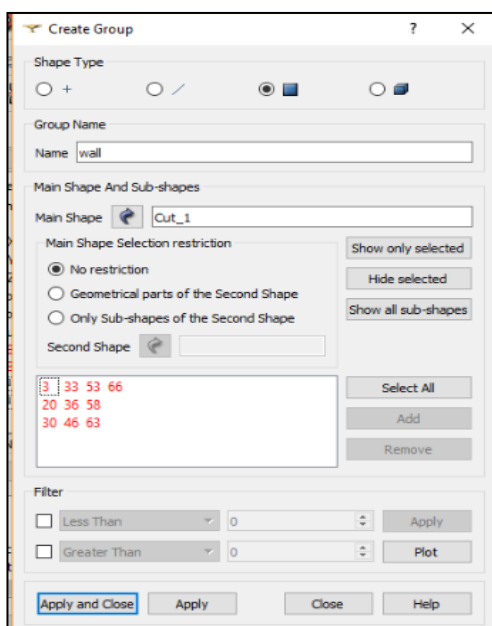 Create Group
?
Shape Type
Group Name
Name wall
Main Shape And Sub-shapes
Main Shape Cut_1
Main Shape Selection restriction
No restriction
Geometrical parts of the Second Shape
Only Sub-shapes of the Second Shape
Second Shape
Show only selected
Hide selected
Show all sub-shapes
3 33 53 66
20 36 58
30 46 63
Select All
Add
Remove
Filter
Less Than 0 Apply
Greater Than 0 Plot
Apply and Close Apply Close Help